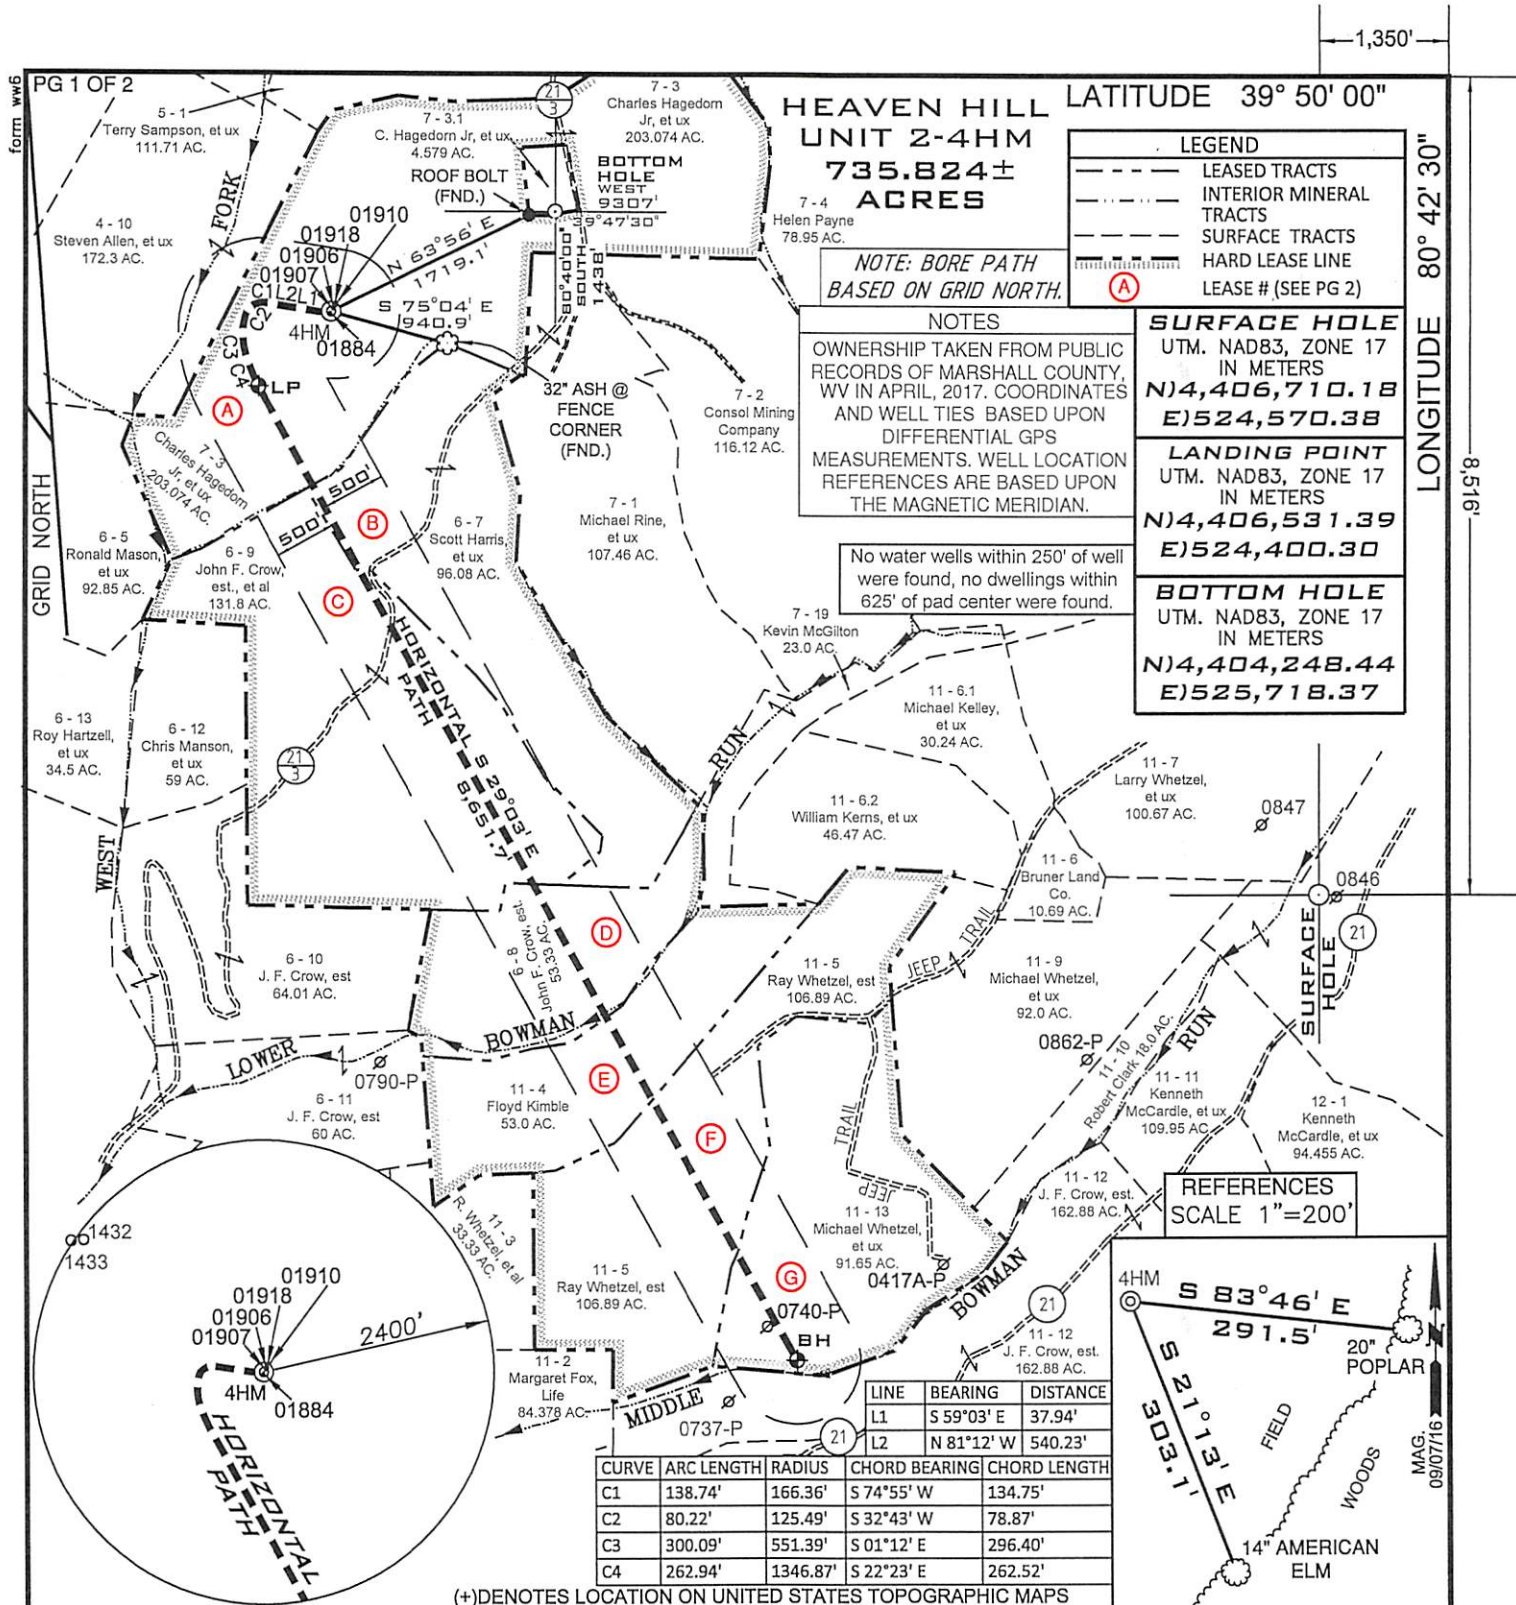 form ww6
PG 1 OF 2
1,350'
HEAVEN HILL
UNIT 2-4HM
735.824±
ACRES
LATITUDE 39° 50' 00"
LONGITUDE 80° 42' 30"
8,516'
LEGEND
LEASED TRACTS
INTERIOR MINERAL
TRACTS
SURFACE TRACTS
HARD LEASE LINE
A LEASE # (SEE PG 2)
NOTE: BORE PATH
BASED ON GRID NORTH.
NOTES
OWNERSHIP TAKEN FROM PUBLIC
RECORDS OF MARSHALL COUNTY,
WV IN APRIL, 2017. COORDINATES
AND WELL TIES BASED UPON
DIFFERENTIAL GPS
MEASUREMENTS. WELL LOCATION
REFERENCES ARE BASED UPON
THE MAGNETIC MERIDIAN.
SURFACE HOLE
UTM. NAD83, ZONE 17
IN METERS
N)4,406,710.18
E)524,570.38
LANDING POINT
UTM. NAD83, ZONE 17
IN METERS
N)4,406,531.39
E)524,400.30
BOTTOM HOLE
UTM. NAD83, ZONE 17
IN METERS
N)4,404,248.44
E)525,718.37
No water wells within 250' of well
were found, no dwellings within
625' of pad center were found.
5 - 1
Terry Sampson, et ux
111.71 AC.
7 - 3.1
C. Hagedorn Jr, et ux
4.579 AC.
21
3
7 - 3
Charles Hagedorn
Jr, et ux
203.074 AC.
ROOF BOLT
(FND.)
BOTTOM
HOLE
WEST
9307'
39°47'30"
80°40'00"
SOUTH
1438'
7 - 4
Helen Payne
78.95 AC.
4 - 10
Steven Allen, et ux
172.3 AC.
FORK
01910
01918
01906
01907
C1L2L1
C2
C3
C4
4HM
01884
N 63°56' E
1719.1'
S 75°04' E
940.9'
LP
A
32" ASH @
FENCE
CORNER
(FND.)
7 - 2
Consol Mining
Company
116.12 AC.
GRID NORTH
7 - 3
Charles Hagedorn
Jr, et ux
203.074 AC.
500'
500'
B
6 - 7
Scott Harris,
et ux
96.08 AC.
7 - 1
Michael Rine,
et ux
107.46 AC.
6 - 5
Ronald Mason,
et ux
92.85 AC.
6 - 9
John F. Crow,
est., et al
131.8 AC.
C
7 - 19
Kevin McGilton
23.0 AC.
HORIZONTAL
PATH
S 29°03' E
8,651.7'
6 - 13
Roy Hartzell,
et ux
34.5 AC.
6 - 12
Chris Manson,
et ux
59 AC.
21
3
RUN
11 - 6.1
Michael Kelley,
et ux
30.24 AC.
11 - 7
Larry Whetzel,
et ux
100.67 AC.
11 - 6.2
William Kerns, et ux
46.47 AC.
0847
WEST
11 - 6
Bruner Land
Co.
10.69 AC.
0846
21
SURFACE
HOLE
6 - 8
John F. Crow, est.
53.33 AC.
D
JEEP TRAIL
6 - 10
J. F. Crow, est
64.01 AC.
11 - 5
Ray Whetzel, est
106.89 AC.
11 - 9
Michael Whetzel,
et ux
92.0 AC.
BOWMAN
LOWER
0790-P
0862-P
RUN
11 - 10
Robert Clark 18.0 AC.
E
11 - 4
Floyd Kimble
53.0 AC.
6 - 11
J. F. Crow, est
60 AC.
11 - 11
Kenneth
McCardle, et ux
109.95 AC.
12 - 1
Kenneth
McCardle, et ux
94.455 AC.
F
TRAIL
JEEP
11 - 12
J. F. Crow, est.
162.88 AC.
11 - 3
R. Whetzel, et al
33.33 AC.
11 - 13
Michael Whetzel,
et ux
91.65 AC.
0417A-P
BOWMAN
11 - 5
Ray Whetzel, est
106.89 AC.
G
0740-P
BH
21
11 - 12
J. F. Crow, est.
162.88 AC.
11 - 2
Margaret Fox,
Life
84.378 AC.
MIDDLE
0737-P
21
1432
1433
01910
01918
01906
01907
2400'
4HM
01884
HORIZONTAL
PATH
REFERENCES
SCALE 1"=200'
4HM
S 83°46' E
291.5'
20"
POPLAR
S 21°13' E
303.1'
FIELD
WOODS
14" AMERICAN
ELM
N
MAG.
09/07/16
LINE BEARING DISTANCE
L1 S 59°03' E 37.94'
L2 N 81°12' W 540.23'
CURVE ARC LENGTH RADIUS CHORD BEARING CHORD LENGTH
C1 138.74' 166.36' S 74°55' W 134.75'
C2 80.22' 125.49' S 32°43' W 78.87'
C3 300.09' 551.39' S 01°12' E 296.40'
C4 262.94' 1346.87' S 22°23' E 262.52'
(+)DENOTES LOCATION ON UNITED STATES TOPOGRAPHIC MAPS